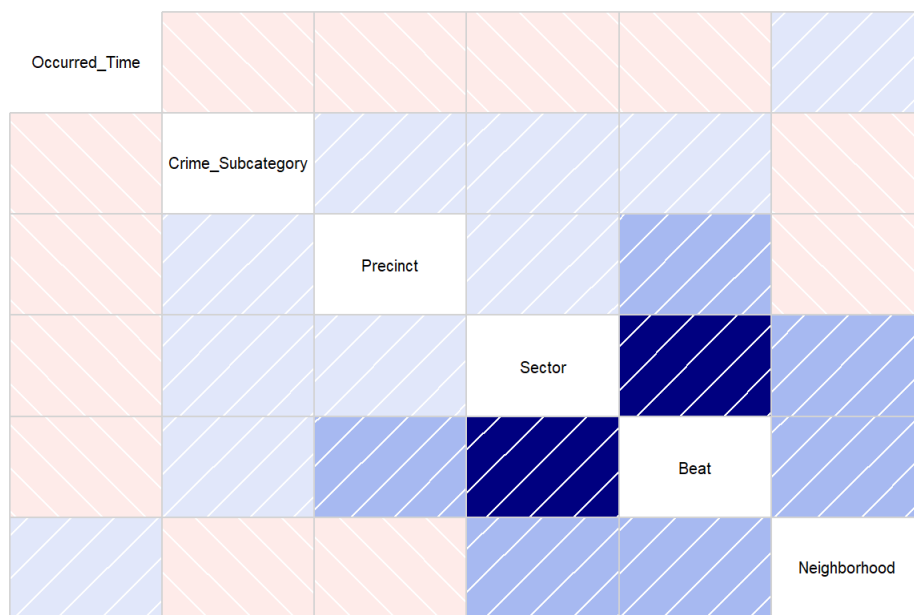 Occurred_Time
Crime_Subcategory
Precinct
Sector
Beat
Neighborhood